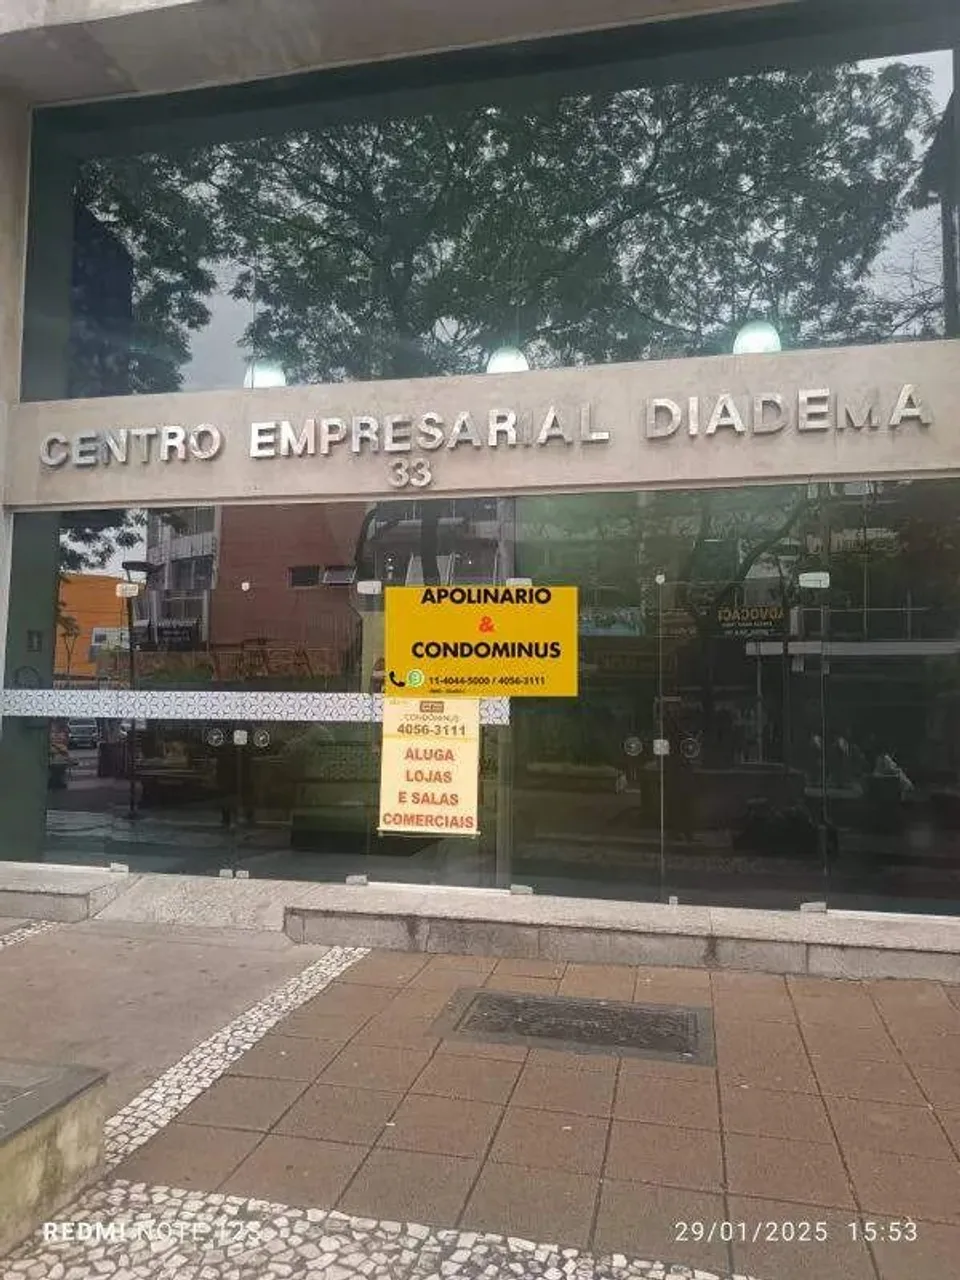 CENTRO EMPRESARIAL DIADEMA
33
APOLINARIO
&
CONDOMINUS
11-4044-5000 / 4056-3111
CONDOMINUS
4056-3111
ALUGA
LOJAS
E SALAS
COMERCIAIS
REDMI NOTE 12S
29/01/2025 15:53